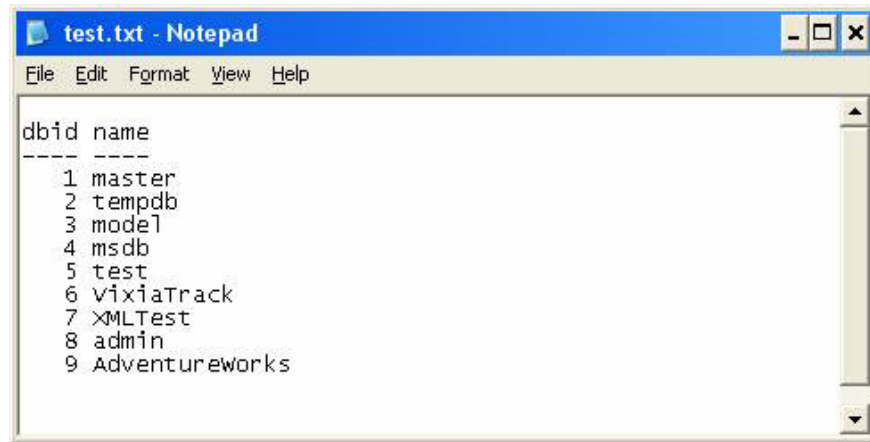 test.txt - Notepad
File Edit Format View Help
dbid name
---- ----
1 master
2 tempdb
3 model
4 msdb
5 test
6 VixiaTrack
7 XMLTest
8 admin
9 AdventureWorks